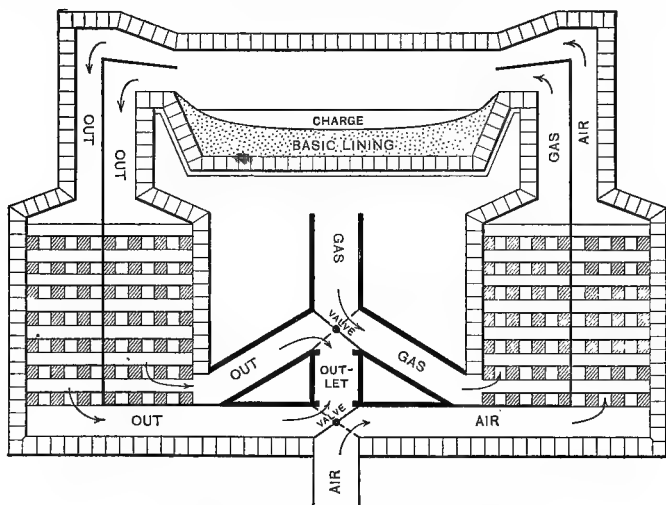 OUT
OUT
CHARGE
BASIC LINING
GAS
AIR
GAS
VALVE
OUT
OUT-
LET
GAS
OUT
VALVE
AIR
AIR